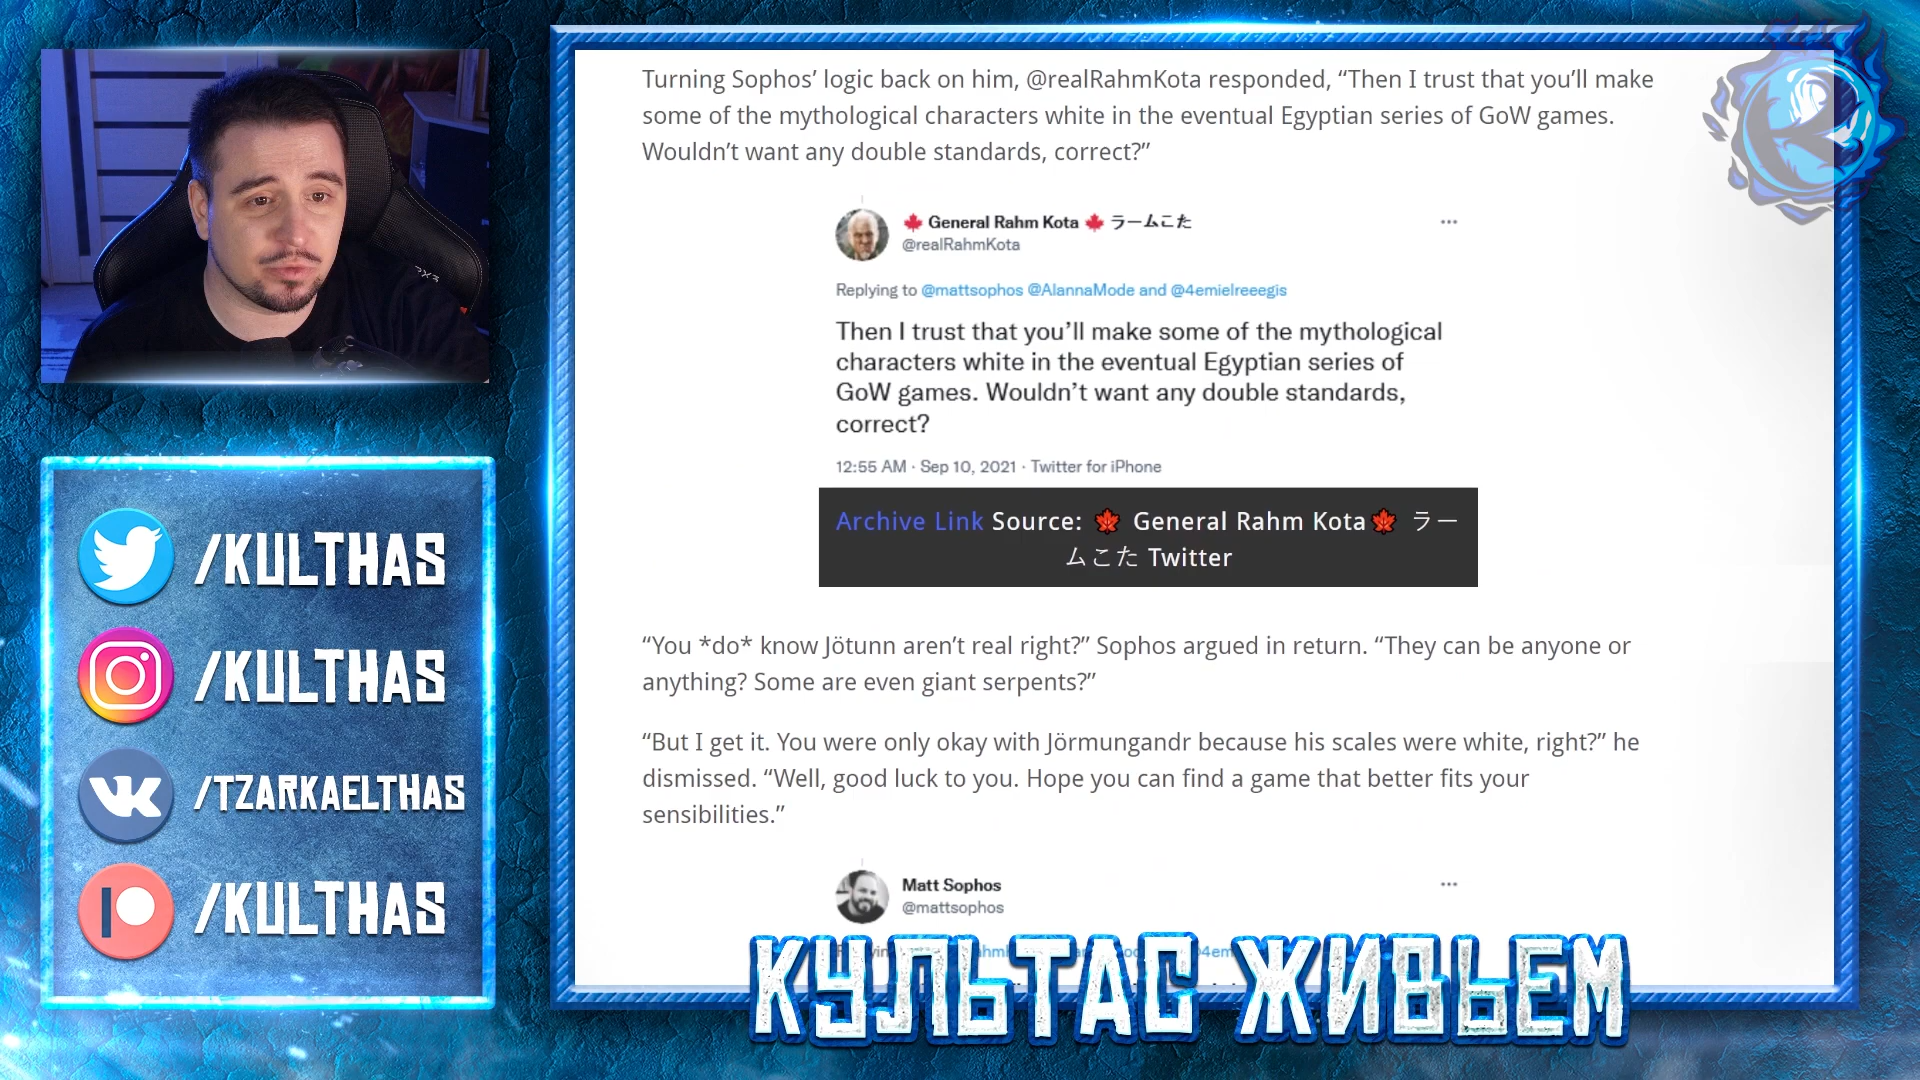 Turning Sophos’ logic back on him, @realRahmKota responded, “Then I trust that you’ll make
some of the mythological characters white in the eventual Egyptian series of GoW games.
Wouldn’t want any double standards, correct?”
🍁 General Rahm Kota 🍁 ラームこた
@realRahmKota
Replying to @mattsophos @AlannaMode and @4emielreeegis
Then I trust that you’ll make some of the mythological
characters white in the eventual Egyptian series of
GoW games. Wouldn’t want any double standards,
correct?
12:55 AM · Sep 10, 2021 · Twitter for iPhone
Archive Link Source: 🍁 General Rahm Kota🍁 ラー
ムこた Twitter
“You *do* know Jötunn aren’t real right?” Sophos argued in return. “They can be anyone or
anything? Some are even giant serpents?”
“But I get it. You were only okay with Jörmungandr because his scales were white, right?” he
dismissed. “Well, good luck to you. Hope you can find a game that better fits your
sensibilities.”
Matt Sophos
@mattsophos
/KULTHAS
/KULTHAS
/TZARKAELTHAS
/KULTHAS
КУЛЬТАС ЖИВЬЕМ